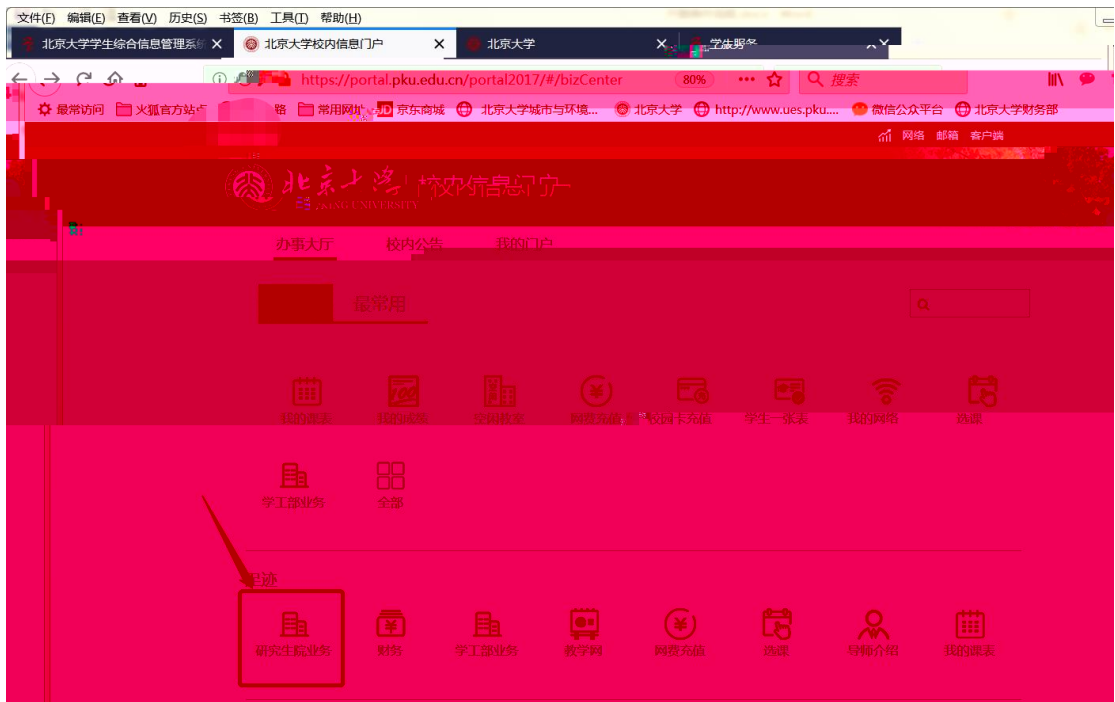 文件(F) 编辑(E) 查看(V) 历史(S) 书签(B) 工具(T) 帮助(H)
北京大学学生综合信息管理系统 北京大学校内信息门户 北京大学
https://portal.pku.edu.cn/portal2017/#/bizCenter 80% 搜索
最常访问 火狐官方站点 常用网址 JD 京东商城 北京大学城市与环境... 北京大学 http://www.ues.pku.... 微信公众平台 北京大学财务部
网络 邮箱 客户端
北京大学 校内信息门户
UNIVERSITY
办事大厅 校内公告 我的门户
最常用
我的课表 我的成绩 空闲教室 网费充值 校园卡充值 学生一张表 我的网络 选课
学工部业务 全部
足迹
研究生院业务 财务 学工部业务 教学网 网费充值 选课 导师介绍 我的课表